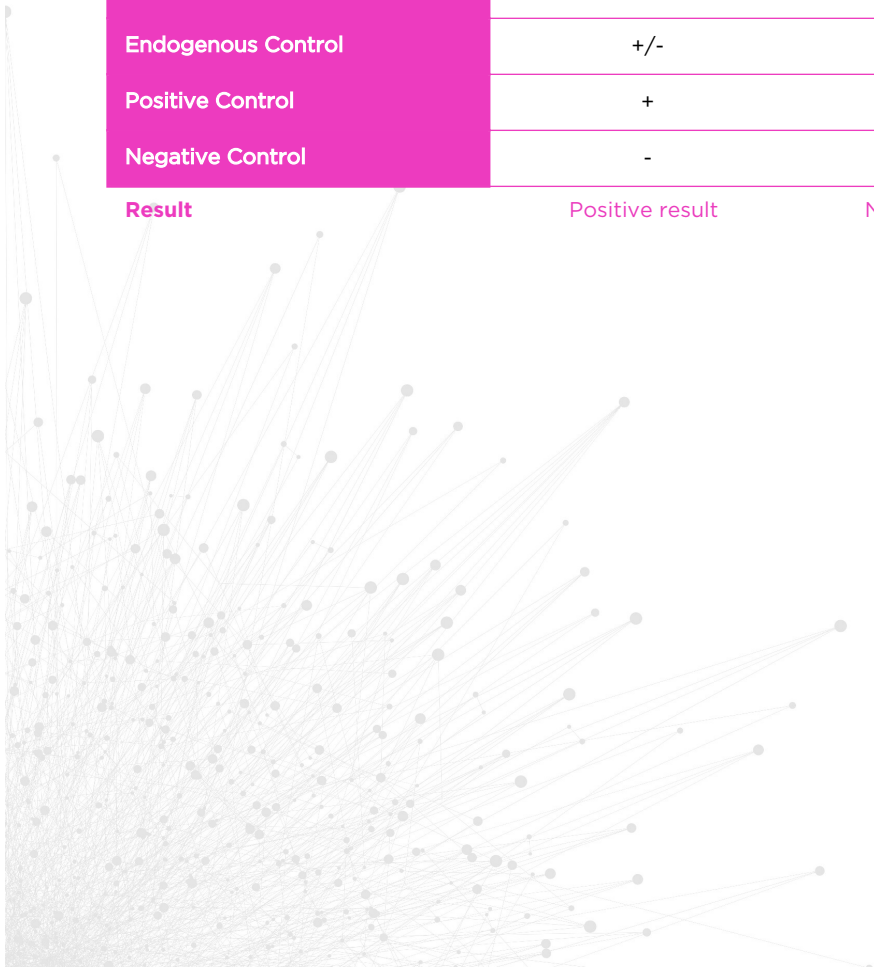 Endogenous Control +/-
Positive Control +
Negative Control -
Result Positive result